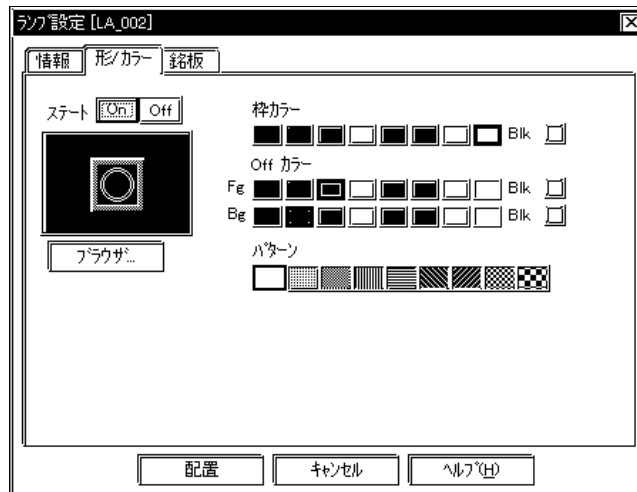 ランプ設定 [LA_002]
情報 形/カラー 銘板
ステート On Off
枠カラー
Blk
Off カラー
Fg Blk
Bg Blk
ブラウザ...
パターン
配置 キャンセル ヘルプ(H)